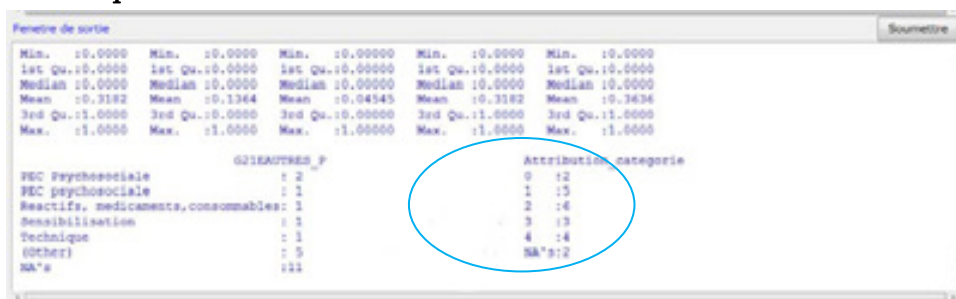 Fenetre de sortie Soumettre
Min. :0.0000 Min. :0.0000 Min. :0.00000 Min. :0.0000 Min. :0.0000
1st Qu.:0.0000 1st Qu.:0.0000 1st Qu.:0.00000 1st Qu.:0.0000 1st Qu.:0.0000
Median :0.0000 Median :0.0000 Median :0.00000 Median :0.0000 Median :0.0000
Mean :0.3182 Mean :0.1364 Mean :0.04545 Mean :0.3182 Mean :0.3636
3rd Qu.:1.0000 3rd Qu.:0.0000 3rd Qu.:0.00000 3rd Qu.:1.0000 3rd Qu.:1.0000
Max. :1.0000 Max. :1.0000 Max. :1.00000 Max. :1.0000 Max. :1.0000
G21EAUTRES_P Attribution_categorie
PEC Psychosociale : 2 0 :2
PEC psychosociale : 1 1 :5
Reactifs, medicaments,consommables: 1 2 :6
Sensibilisation : 1 3 :3
Technique : 1 4 :4
(Other) : 5 NA's:2
NA's :11